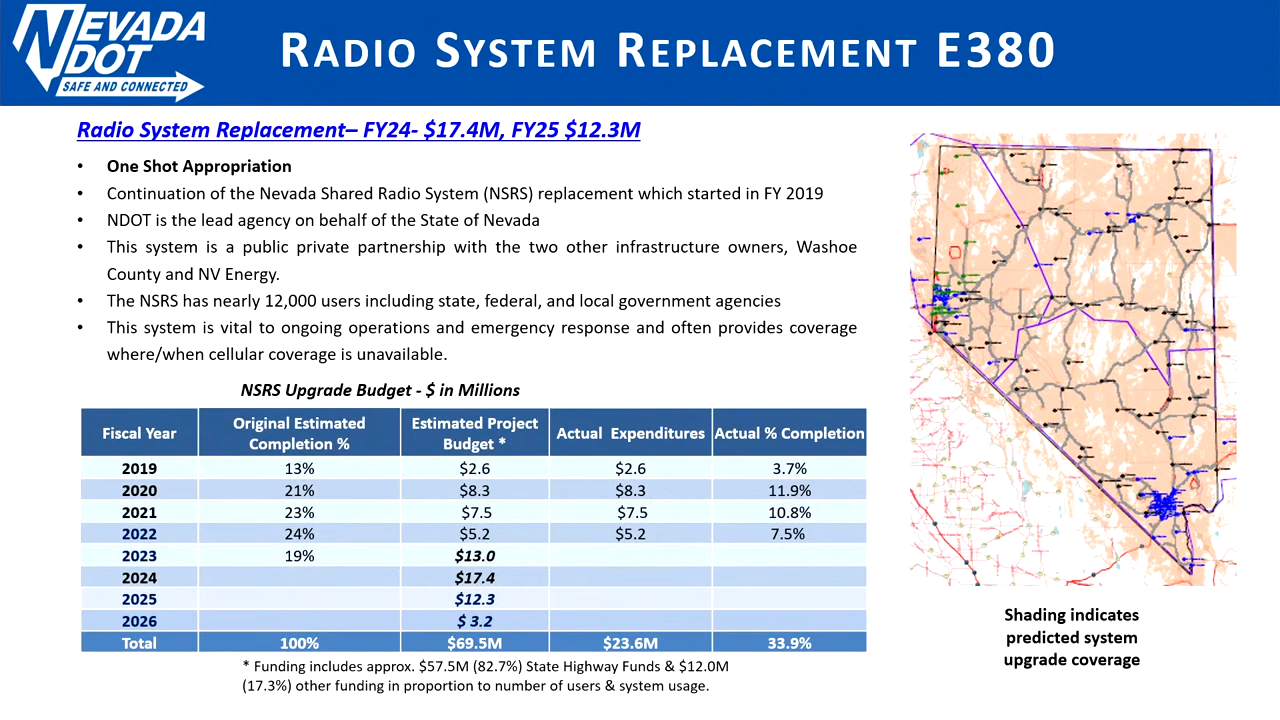 NEVADA
DOT
SAFE AND CONNECTED
RADIO SYSTEM REPLACEMENT E380
Radio System Replacement– FY24- $17.4M, FY25 $12.3M
• One Shot Appropriation
• Continuation of the Nevada Shared Radio System (NSRS) replacement which started in FY 2019
• NDOT is the lead agency on behalf of the State of Nevada
• This system is a public private partnership with the two other infrastructure owners, Washoe
County and NV Energy.
• The NSRS has nearly 12,000 users including state, federal, and local government agencies
• This system is vital to ongoing operations and emergency response and often provides coverage
where/when cellular coverage is unavailable.
NSRS Upgrade Budget - $ in Millions
Fiscal Year Original Estimated Completion % Estimated Project Budget * Actual Expenditures Actual % Completion
2019 13% $2.6 $2.6 3.7%
2020 21% $8.3 $8.3 11.9%
2021 23% $7.5 $7.5 10.8%
2022 24% $5.2 $5.2 7.5%
2023 19% $13.0
2024 $17.4
2025 $12.3
2026 $ 3.2
Total 100% $69.5M $23.6M 33.9%
* Funding includes approx. $57.5M (82.7%) State Highway Funds & $12.0M
(17.3%) other funding in proportion to number of users & system usage.
Shading indicates
predicted system
upgrade coverage